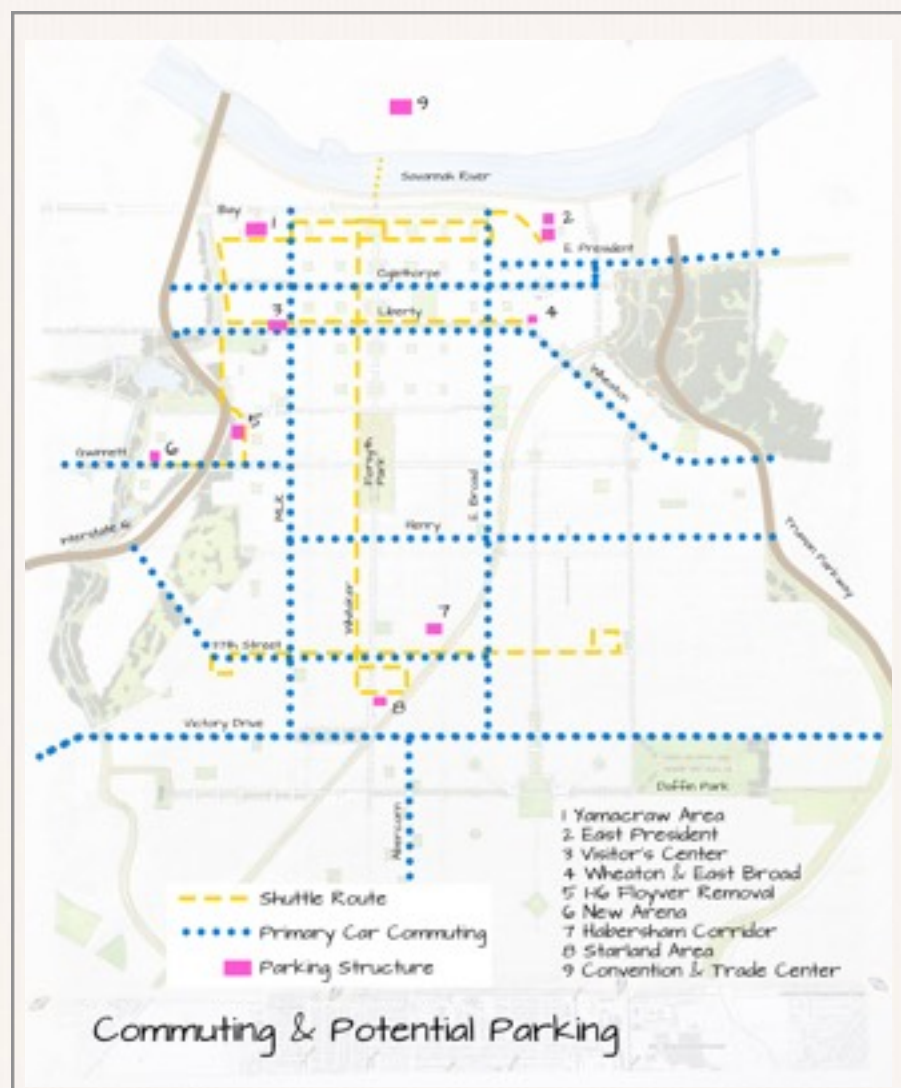 9
Savannah River
Bay
1
2
E. President
Oglethorpe
3
Liberty
4
Wheaton
5
Gwinnett
6
Forsyth
Park
MLK
E. Broad
Interstate 16
Henry
Truman Parkway
Whitaker
7
37th Street
8
Victory Drive
Daffin Park
Abercorn
1 Yamacraw Area
2 East President
3 Visitor's Center
4 Wheaton & East Broad
5 I16 Floyver Removal
6 New Arena
7 Habersham Corridor
8 Starland Area
9 Convention & Trade Center
Shuttle Route
Primary Car Commuting
Parking Structure
Commuting & Potential Parking